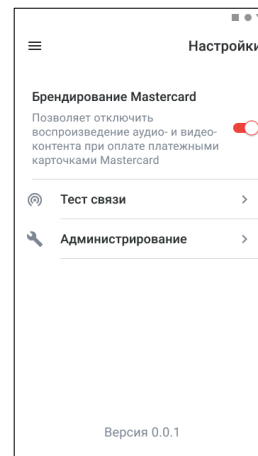 Настройки
Брендирование Mastercard
Позволяет отключить
воспроизведение аудио- и видео-
контента при оплате платежными
карточками Mastercard
Тест связи
Администрирование
Версия 0.0.1